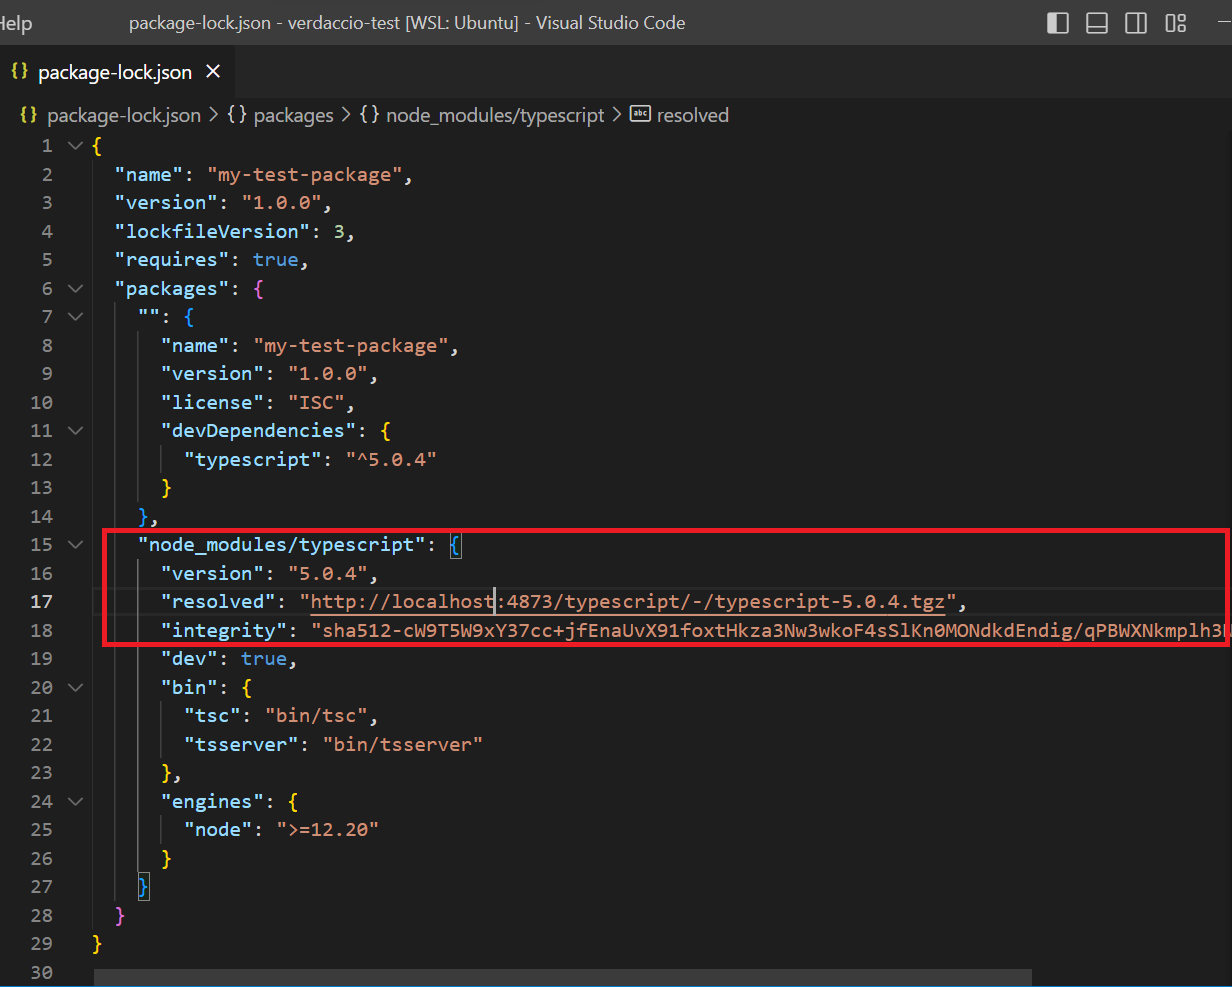 Help package-lock.json - verdaccio-test [WSL: Ubuntu] - Visual Studio Code
{} package-lock.json ×
{} package-lock.json > {} packages > {} node_modules/typescript > abc resolved
1 {
2 "name": "my-test-package",
3 "version": "1.0.0",
4 "lockfileVersion": 3,
5 "requires": true,
6 "packages": {
7 "": {
8 "name": "my-test-package",
9 "version": "1.0.0",
10 "license": "ISC",
11 "devDependencies": {
12 "typescript": "^5.0.4"
13 }
14 },
15 "node_modules/typescript": {
16 "version": "5.0.4",
17 "resolved": "http://localhost:4873/typescript/-/typescript-5.0.4.tgz",
18 "integrity": "sha512-cW9T5W9xY37cc+jfEnaUvX91foxtHkza3Nw3wkoF4sSlKn0MONdkdEndig/qPBWXNkmplh3
19 "dev": true,
20 "bin": {
21 "tsc": "bin/tsc",
22 "tsserver": "bin/tsserver"
23 },
24 "engines": {
25 "node": ">=12.20"
26 }
27 }
28 }
29 }
30